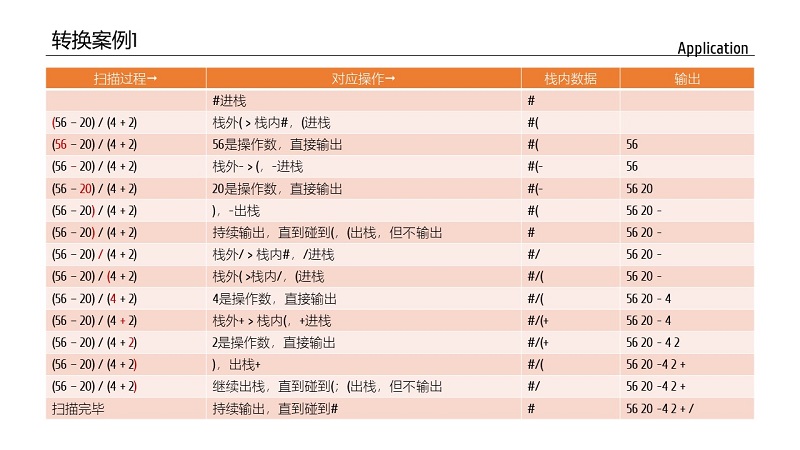 转换案例1
Application
扫描过程→ 对应操作→ 栈内数据 输出
#进栈 #
(56 – 20) / (4 + 2) 栈外( > 栈内#，(进栈 #(
(56 – 20) / (4 + 2) 56是操作数，直接输出 #( 56
(56 – 20) / (4 + 2) 栈外- > (，-进栈 #(- 56
(56 – 20) / (4 + 2) 20是操作数，直接输出 #(- 56 20
(56 – 20) / (4 + 2) )，-出栈 #( 56 20 -
(56 – 20) / (4 + 2) 持续输出，直到碰到(，(出栈，但不输出 # 56 20 -
(56 – 20) / (4 + 2) 栈外/ > 栈内#，/进栈 #/ 56 20 -
(56 – 20) / (4 + 2) 栈外( >栈内/，(进栈 #/( 56 20 -
(56 – 20) / (4 + 2) 4是操作数，直接输出 #/( 56 20 - 4
(56 – 20) / (4 + 2) 栈外+ > 栈内(，+进栈 #/(+ 56 20 - 4
(56 – 20) / (4 + 2) 2是操作数，直接输出 #/(+ 56 20 - 4 2
(56 – 20) / (4 + 2) )，出栈+ #/( 56 20 -4 2 +
(56 – 20) / (4 + 2) 继续出栈，直到碰到(；(出栈，但不输出 #/ 56 20 -4 2 +
扫描完毕 持续输出，直到碰到# # 56 20 -4 2 + /